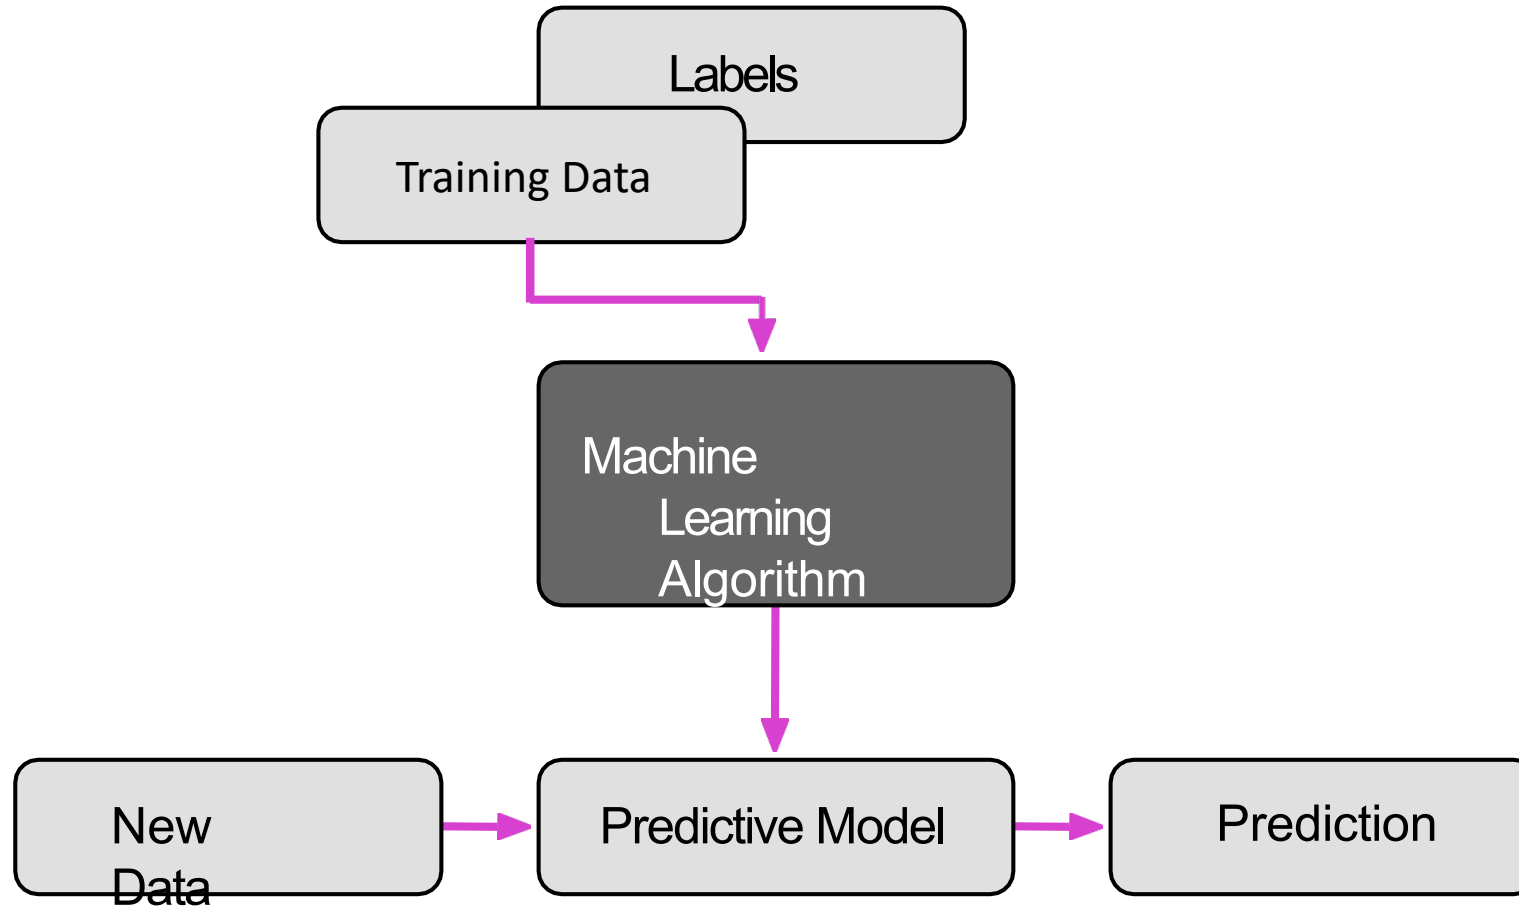 Labels
Training Data
Machine
Learning
Algorithm
New
Data
Predictive Model
Prediction